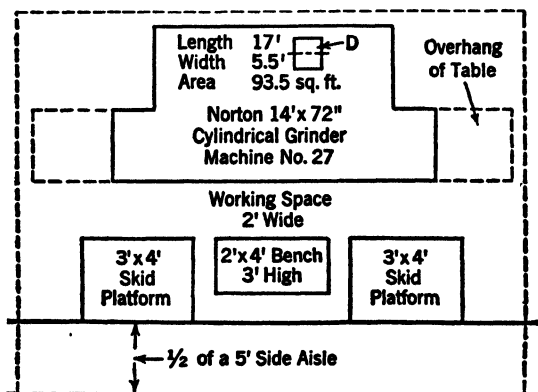 Length 17' D
Width 5.5'
Area 93.5 sq. ft.
Overhang
of Table
Norton 14'x 72"
Cylindrical Grinder
Machine No. 27
Working Space
2' Wide
3'x 4'
Skid
Platform
2'x 4' Bench
3' High
3'x 4'
Skid
Platform
½ of a 5' Side Aisle